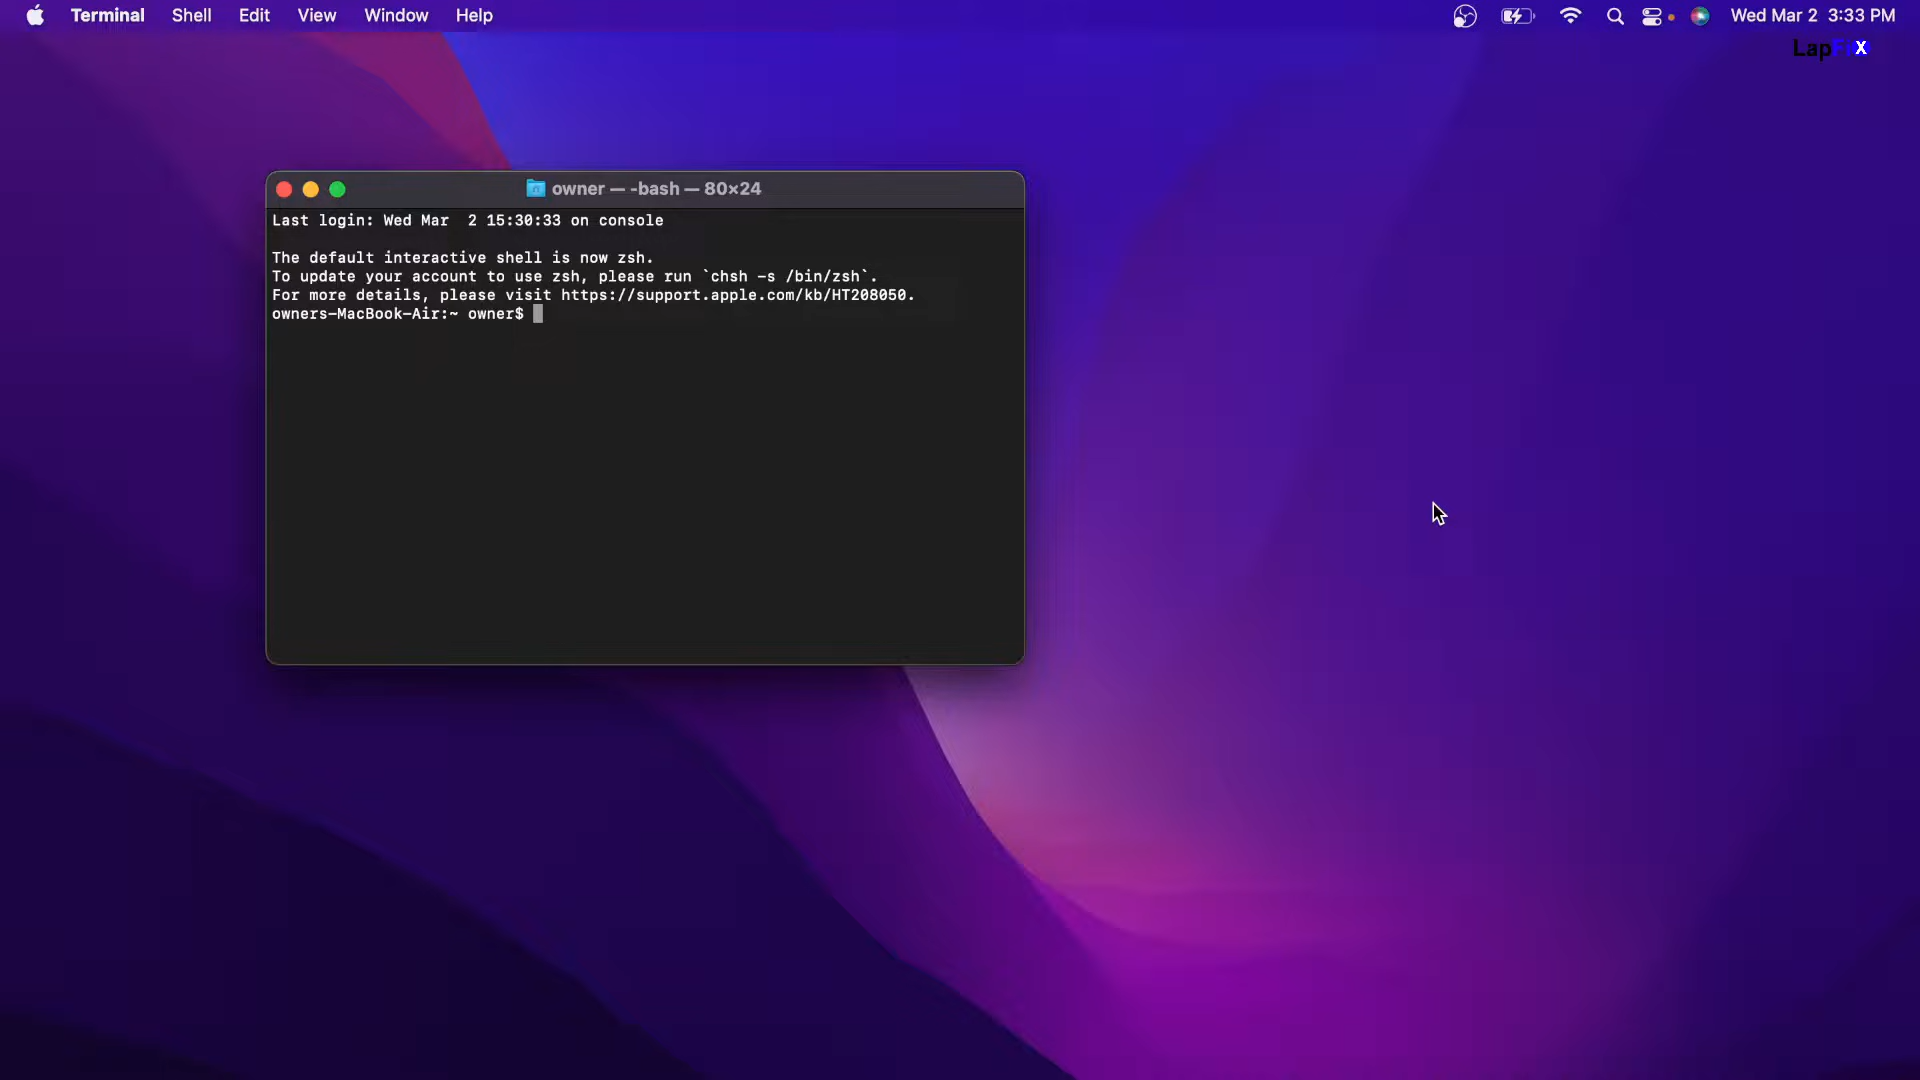 Terminal Shell Edit View Window Help Wed Mar 2 3:33 PM
LapFiX
owner — -bash — 80×24
Last login: Wed Mar  2 15:30:33 on console
The default interactive shell is now zsh.
To update your account to use zsh, please run `chsh -s /bin/zsh`.
For more details, please visit https://support.apple.com/kb/HT208050.
owners-MacBook-Air:~ owner$